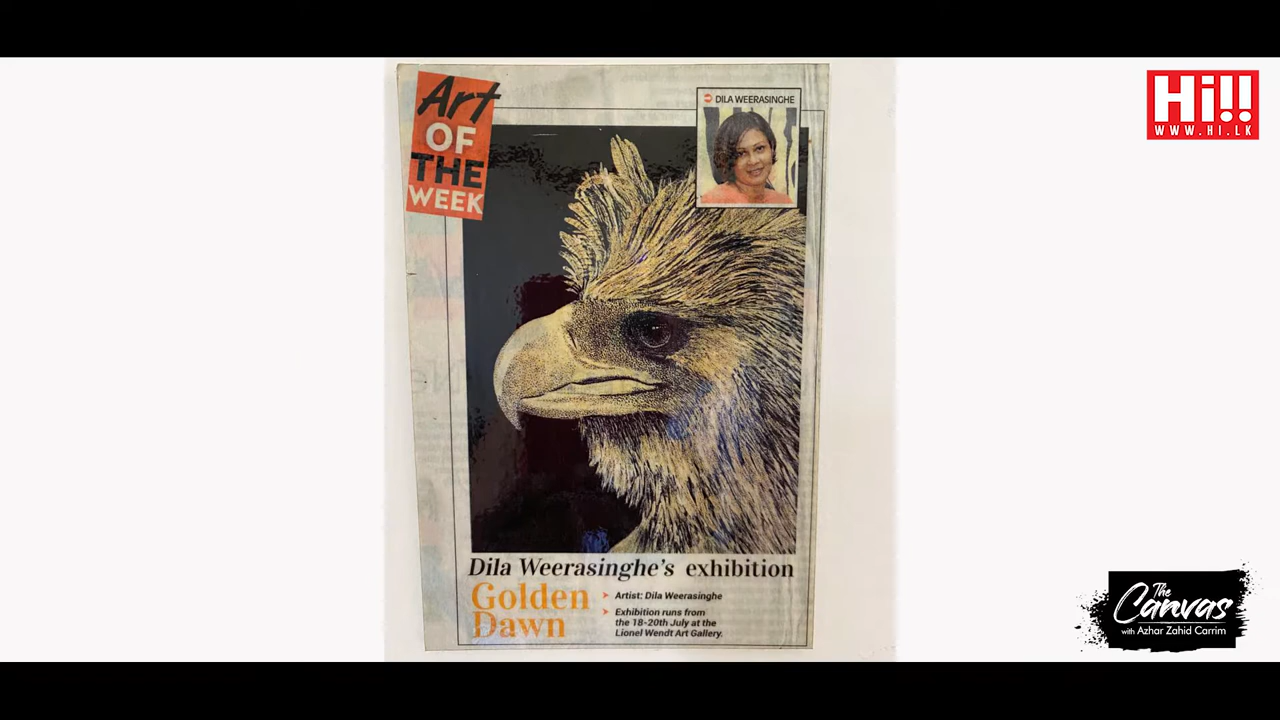 Art
OF
THE
WEEK
DILA WEERASINGHE
Dila Weerasinghe's exhibition
Golden
Dawn
Artist: Dila Weerasinghe
Exhibition runs from
the 18-20th July at the
Lionel Wendt Art Gallery.
Hi!!
WWW.HI.LK
The
Canvas
with Azhar Zahid Carrim